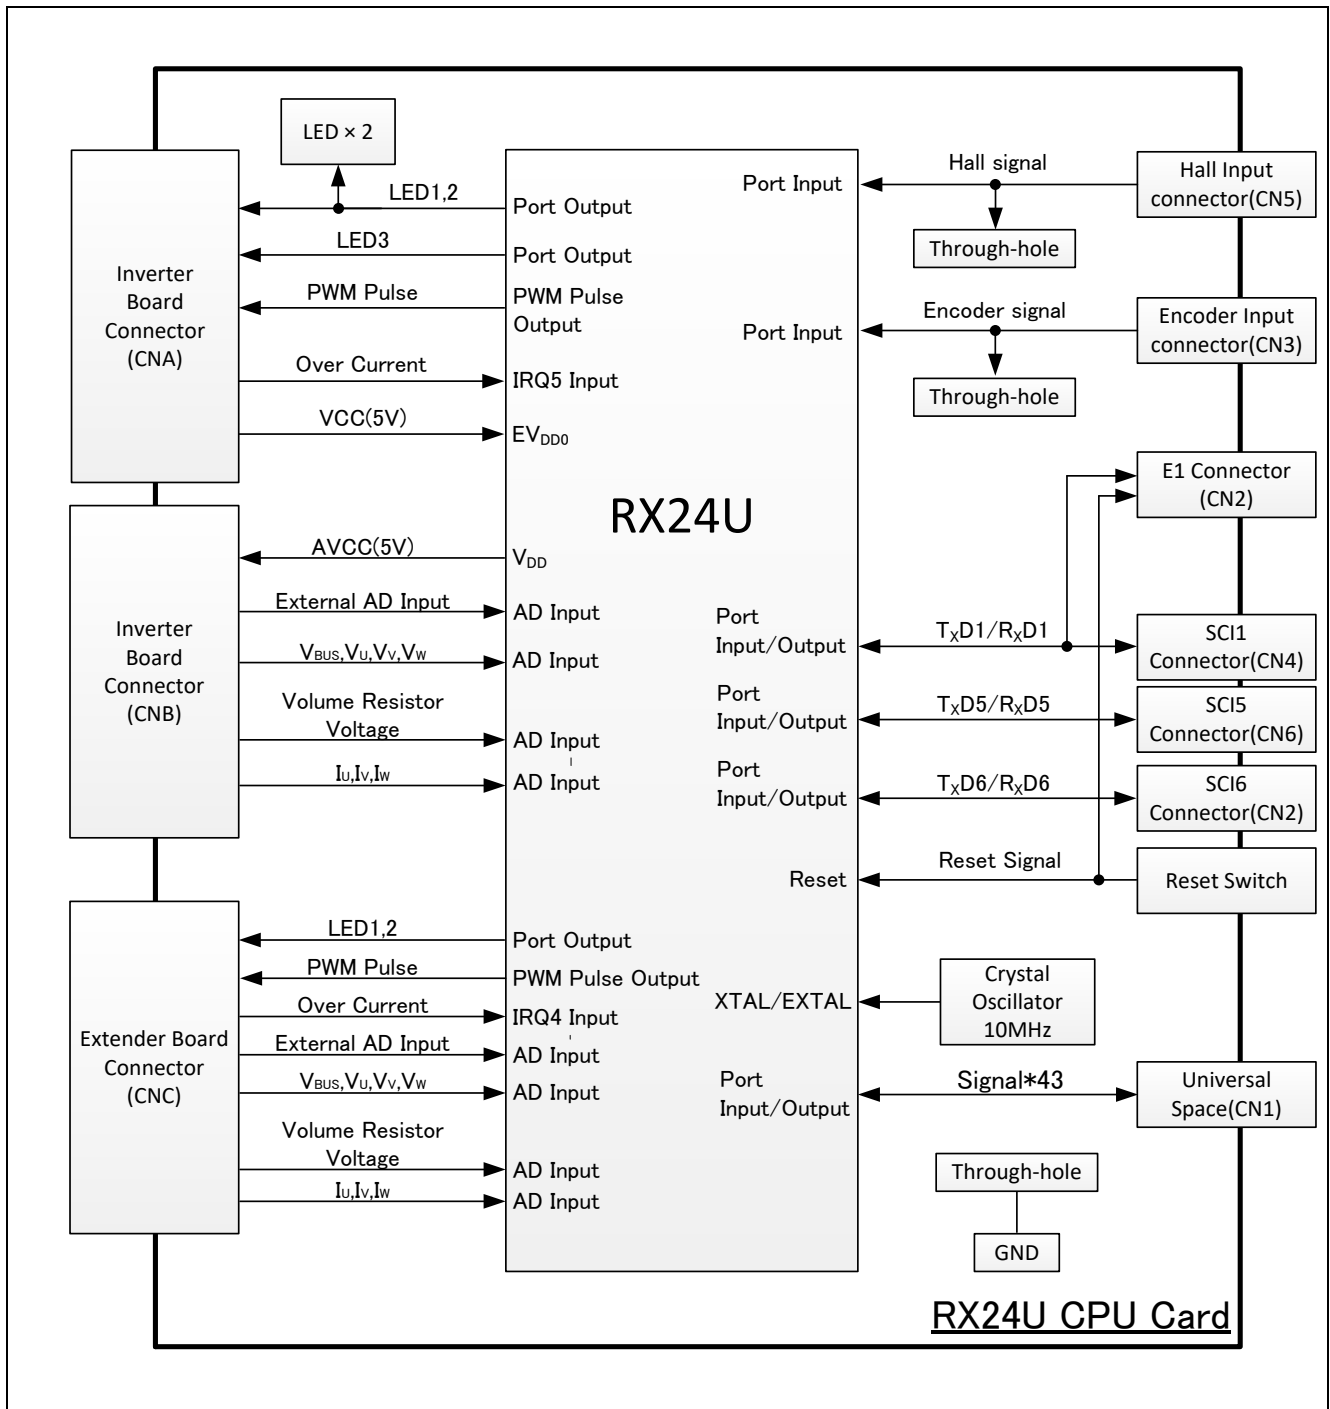 LED × 2
Inverter
Board
Connector
(CNA)
LED1,2
LED3
PWM Pulse
Over Current
VCC(5V)
Port Output
Port Output
PWM Pulse
Output
IRQ5 Input
EVDD0
Inverter
Board
Connector
(CNB)
AVCC(5V)
External AD Input
VBUS,VU,VV,VW
Volume Resistor
Voltage
IU,IV,IW
VDD
AD Input
AD Input
AD Input
AD Input
Extender Board
Connector
(CNC)
LED1,2
PWM Pulse
Over Current
External AD Input
VBUS,VU,VV,VW
Volume Resistor
Voltage
IU,IV,IW
Port Output
PWM Pulse Output
IRQ4 Input
AD Input
AD Input
AD Input
AD Input
RX24U
Port Input
Hall signal
Hall Input
connector(CN5)
Through-hole
Port Input
Encoder signal
Encoder Input
connector(CN3)
Through-hole
E1 Connector
(CN2)
Port
Input/Output
TXD1/RXD1
SCI1
Connector(CN4)
Port
Input/Output
TXD5/RXD5
SCI5
Connector(CN6)
Port
Input/Output
TXD6/RXD6
SCI6
Connector(CN2)
Reset
Reset Signal
Reset Switch
XTAL/EXTAL
Crystal
Oscillator
10MHz
Port
Input/Output
Signal*43
Universal
Space(CN1)
Through-hole
GND
RX24U CPU Card